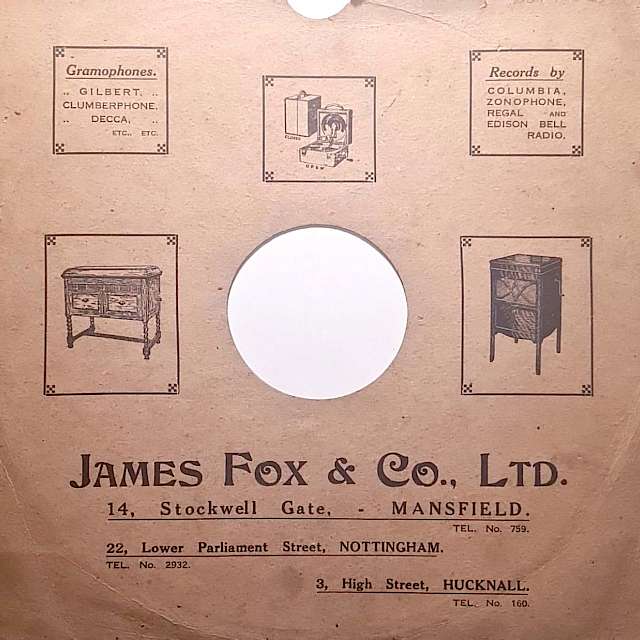 Gramophones.
„ GILBERT, „
CLUMBERPHONE,
„ DECCA, „
ETC., ETC.
CLOSED
OPEN
Records by
COLUMBIA,
ZONOPHONE,
REGAL AND
EDISON BELL
RADIO.
JAMES FOX & CO., LTD.
14, Stockwell Gate, - MANSFIELD.
TEL. No. 759.
22, Lower Parliament Street, NOTTINGHAM.
TEL. No. 2932.
3, High Street, HUCKNALL.
TEL. No. 160.